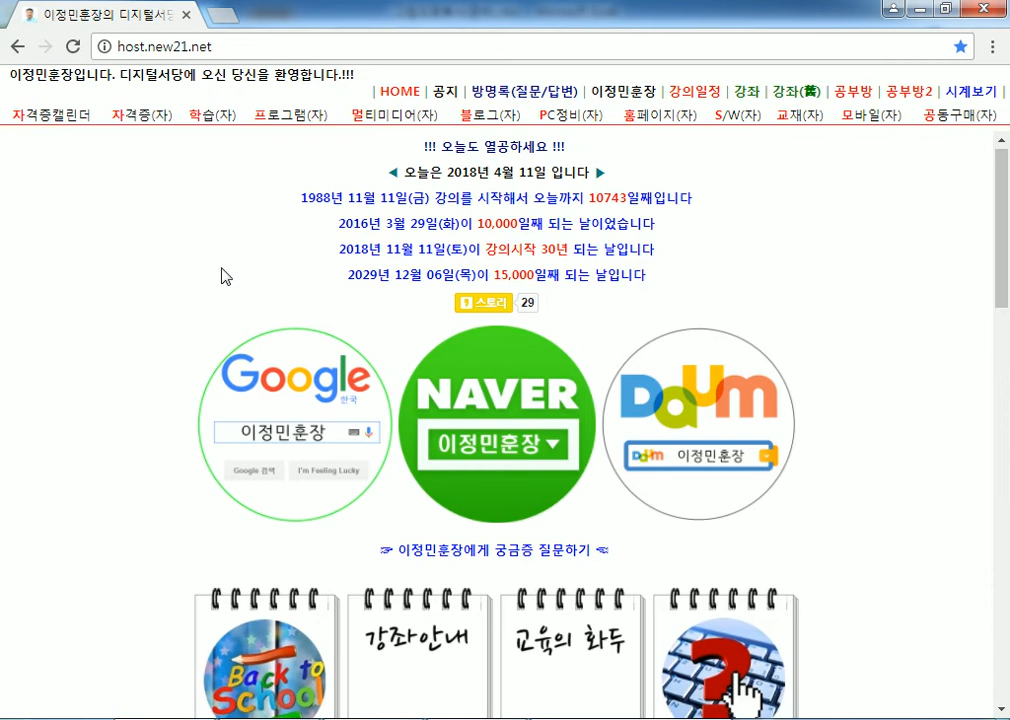 이정민훈장의 디지털서당
host.new21.net
이정민훈장입니다. 디지털서당에 오신 당신을 환영합니다.!!!
| HOME | 공지 | 방명록(질문/답변) | 이정민훈장 | 강의일정 | 강좌 | 강좌(舊) | 공부방 | 공부방2 | 시계보기 |
자격증캘린더 자격증(자) 학습(자) 프로그램(자) 멀티미디어(자) 블로그(자) PC정비(자) 홈페이지(자) S/W(자) 교재(자) 모바일(자) 공동구매(자)
!!! 오늘도 열공하세요 !!!
◀ 오늘은 2018년 4월 11일 입니다 ▶
1988년 11월 11일(금) 강의를 시작해서 오늘까지 10743일째입니다
2016년 3월 29일(화)이 10,000일째 되는 날이었습니다
2018년 11월 11일(토)이 강의시작 30년 되는 날입니다
2029년 12월 06일(목)이 15,000일째 되는 날입니다
스토리 29
Google
한국
이정민훈장
Google 검색 I'm Feeling Lucky
NAVER
이정민훈장
Daum
Daum 이정민훈장
☞ 이정민훈장에게 궁금증 질문하기 ☜
Back to
School
강좌안내
교육의 화두
?